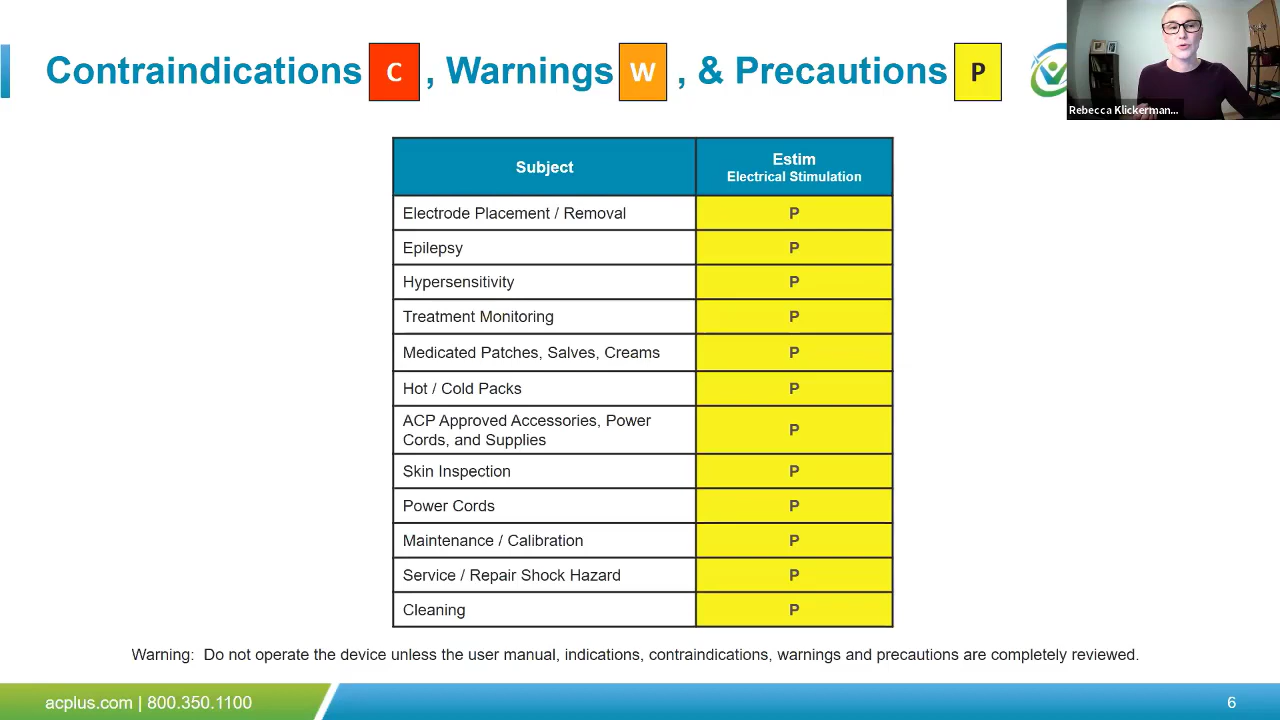 Contraindications C , Warnings W , & Precautions P
Rebecca Klickerman...
Subject
Estim
Electrical Stimulation
Electrode Placement / Removal P
Epilepsy P
Hypersensitivity P
Treatment Monitoring P
Medicated Patches, Salves, Creams P
Hot / Cold Packs P
ACP Approved Accessories, Power
Cords, and Supplies P
Skin Inspection P
Power Cords P
Maintenance / Calibration P
Service / Repair Shock Hazard P
Cleaning P
Warning: Do not operate the device unless the user manual, indications, contraindications, warnings and precautions are completely reviewed.
acplus.com | 800.350.1100
6